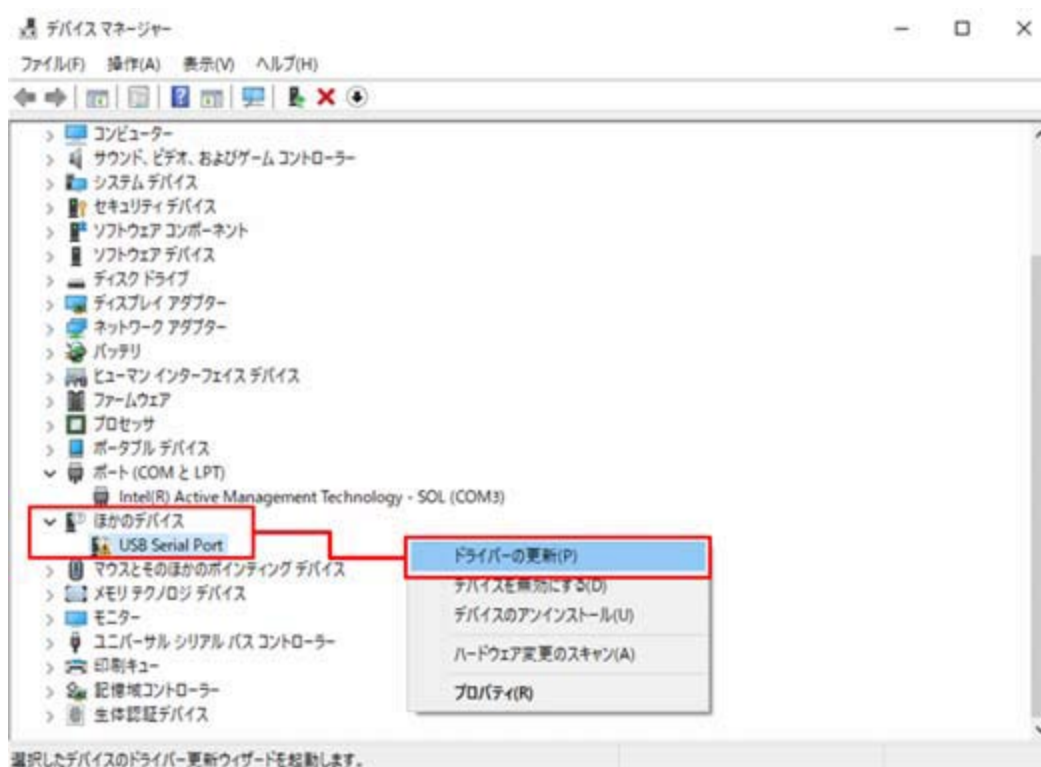 デバイス マネージャー
ファイル(F) 操作(A) 表示(V) ヘルプ(H)
コンピューター
サウンド、ビデオ、およびゲーム コントローラー
システム デバイス
セキュリティ デバイス
ソフトウェア コンポーネント
ソフトウェア デバイス
ディスク ドライブ
ディスプレイ アダプター
ネットワーク アダプター
バッテリ
ヒューマン インターフェイス デバイス
ファームウェア
プロセッサ
ポータブル デバイス
ポート (COM と LPT)
Intel(R) Active Management Technology - SOL (COM3)
ほかのデバイス
USB Serial Port
マウスとそのほかのポインティング デバイス
メモリ テクノロジ デバイス
モニター
ユニバーサル シリアル バス コントローラー
印刷キュー
記憶域コントローラー
生体認証デバイス
ドライバーの更新(P)
デバイスを無効にする(D)
デバイスのアンインストール(U)
ハードウェア変更のスキャン(A)
プロパティ(R)
選択したデバイスのドライバー更新ウィザードを起動します。